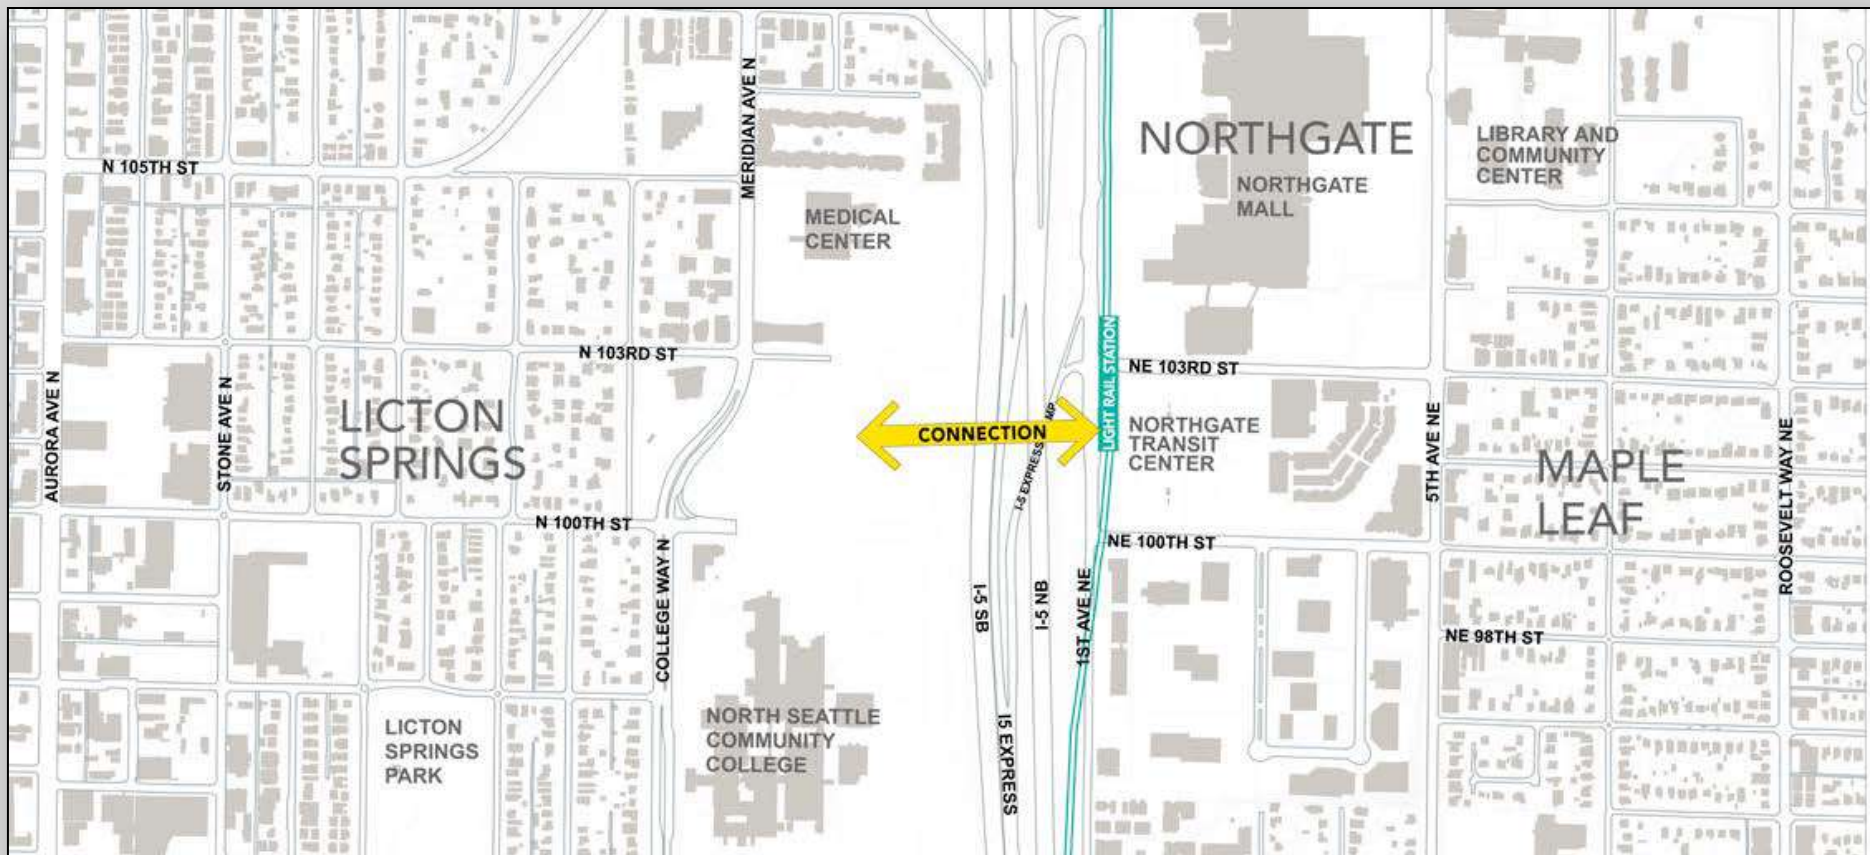 MERIDIAN AVE N
N 105TH ST
NORTHGATE
NORTHGATE
MALL
LIBRARY AND
COMMUNITY
CENTER
MEDICAL
CENTER
N 103RD ST
LIGHT RAIL STATION
NE 103RD ST
AURORA AVE N
STONE AVE N
LICTON
SPRINGS
CONNECTION
MP
I-5 EXPRESS
NORTHGATE
TRANSIT
CENTER
5TH AVE NE
MAPLE
LEAF
ROOSEVELT WAY NE
N 100TH ST
NE 100TH ST
COLLEGE WAY N
I-5 SB
I-5 NB
1ST AVE NE
NE 98TH ST
LICTON
SPRINGS
PARK
NORTH SEATTLE
COMMUNITY
COLLEGE
I5 EXPRESS